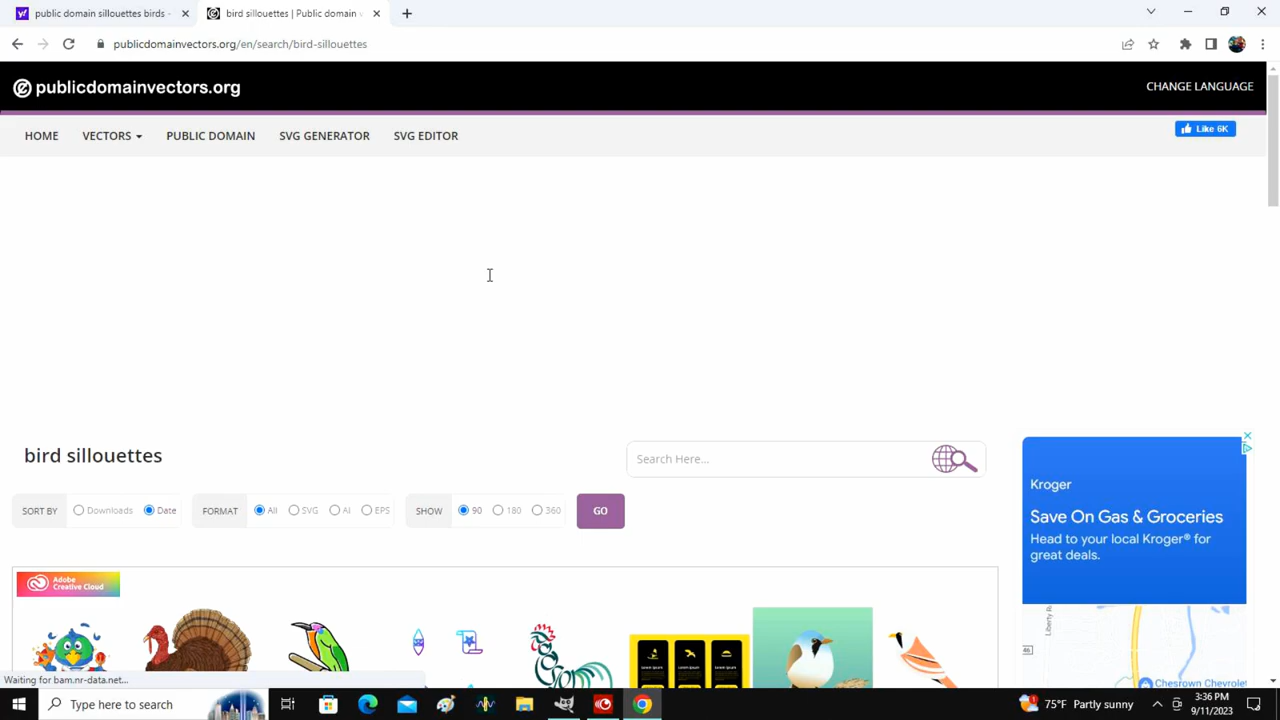 public domain sillouettes birds -
bird sillouettes | Public domain
publicdomainvectors.org/en/search/bird-sillouettes
publicdomainvectors.org
CHANGE LANGUAGE
HOME
VECTORS
PUBLIC DOMAIN
SVG GENERATOR
SVG EDITOR
Like 6K
bird sillouettes
Search Here...
SORT BY
Downloads
Date
FORMAT
All
SVG
AI
EPS
SHOW
90
180
360
GO
Kroger
Save On Gas & Groceries
Head to your local Kroger® for
great deals.
Adobe
Creative Cloud
Liberty Ro
46
Chesrown Chevrolet
Waiting for bam.nr-data.net...
Type here to search
75°F Partly sunny
3:36 PM
9/11/2023